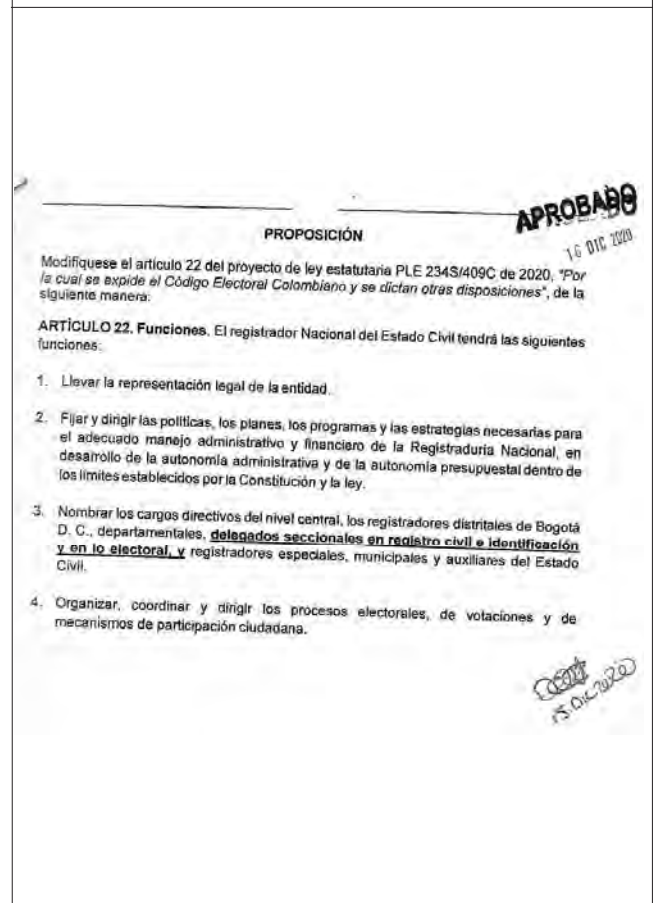 APROBADO
16 DIC 2020
PROPOSICIÓN
Modifíquese el artículo 22 del proyecto de ley estatutaria PLE 234S/409C de 2020, "Por
la cual se expide el Código Electoral Colombiano y se dictan otras disposiciones", de la
siguiente manera:
ARTÍCULO 22. Funciones. El registrador Nacional del Estado Civil tendrá las siguientes
funciones:
1. Llevar la representación legal de la entidad.
2. Fijar y dirigir las políticas, los planes, los programas y las estrategias necesarias para
el adecuado manejo administrativo y financiero de la Registraduría Nacional, en
desarrollo de la autonomía administrativa y de la autonomía presupuestal dentro de
los límites establecidos por la Constitución y la ley.
3. Nombrar los cargos directivos del nivel central, los registradores distritales de Bogotá
D. C., departamentales, delegados seccionales en registro civil e identificación
y en lo electoral, y registradores especiales, municipales y auxiliares del Estado
Civil.
4. Organizar, coordinar y dirigir los procesos electorales, de votaciones y de
mecanismos de participación ciudadana.
15.DIC2020